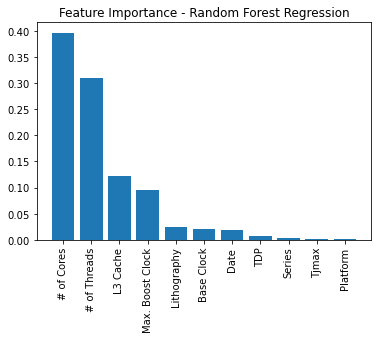 Feature Importance - Random Forest Regression
0.40
0.35
0.30
0.25
0.20
0.15
0.10
0.05
0.00
# of Cores
# of Threads
L3 Cache
Max. Boost Clock
Lithography
Base Clock
Date
TDP
Series
Tjmax
Platform